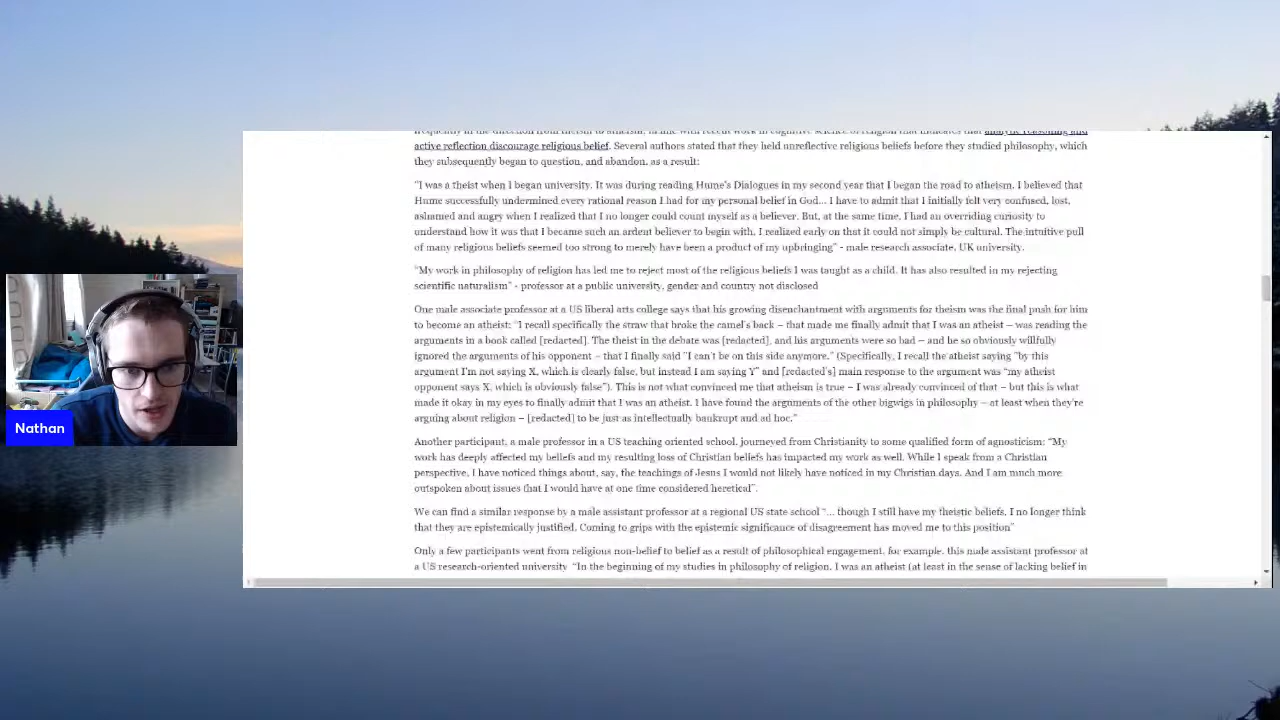 frequently in the direction from theism to atheism, in line with recent work in cognitive science of religion that indicates that analytic reasoning and
active reflection discourage religious belief. Several authors stated that they held unreflective religious beliefs before they studied philosophy, which
they subsequently began to question, and abandon, as a result:
"I was a theist when I began university. It was during reading Hume's Dialogues in my second year that I began the road to atheism. I believed that
Hume successfully undermined every rational reason I had for my personal belief in God... I have to admit that I initially felt very confused, lost,
ashamed and angry when I realized that I no longer could count myself as a believer. But, at the same time, I had an overriding curiosity to
understand how it was that I became such an ardent believer to begin with. I realized early on that it could not simply be cultural. The intuitive pull
of many religious beliefs seemed too strong to merely have been a product of my upbringing" - male research associate, UK university.
"My work in philosophy of religion has led me to reject most of the religious beliefs I was taught as a child. It has also resulted in my rejecting
scientific naturalism" - professor at a public university, gender and country not disclosed
One male associate professor at a US liberal arts college says that his growing disenchantment with arguments for theism was the final push for him
to become an atheist: "I recall specifically the straw that broke the camel's back – that made me finally admit that I was an atheist – was reading the
arguments in a book called [redacted]. The theist in the debate was [redacted], and his arguments were so bad – and he so obviously willfully
ignored the arguments of his opponent – that I finally said "I can't be on this side anymore." (Specifically, I recall the atheist saying "by this
argument I'm not saying X, which is clearly false, but instead I am saying Y" and [redacted's] main response to the argument was "my atheist
opponent says X, which is obviously false"). This is not what convinced me that atheism is true – I was already convinced of that – but this is what
made it okay in my eyes to finally admit that I was an atheist. I have found the arguments of the other bigwigs in philosophy – at least when they're
arguing about religion – [redacted] to be just as intellectually bankrupt and ad hoc."
Another participant, a male professor in a US teaching oriented school, journeyed from Christianity to some qualified form of agnosticism: "My
work has deeply affected my beliefs and my resulting loss of Christian beliefs has impacted my work as well. While I speak from a Christian
perspective, I have noticed things about, say, the teachings of Jesus I would not likely have noticed in my Christian days. And I am much more
outspoken about issues that I would have at one time considered heretical".
We can find a similar response by a male assistant professor at a regional US state school "... though I still have my theistic beliefs, I no longer think
that they are epistemically justified. Coming to grips with the epistemic significance of disagreement has moved me to this position"
Only a few participants went from religious non-belief to belief as a result of philosophical engagement, for example, this male assistant professor at
a US research-oriented university "In the beginning of my studies in philosophy of religion, I was an atheist (at least in the sense of lacking belief in
Nathan